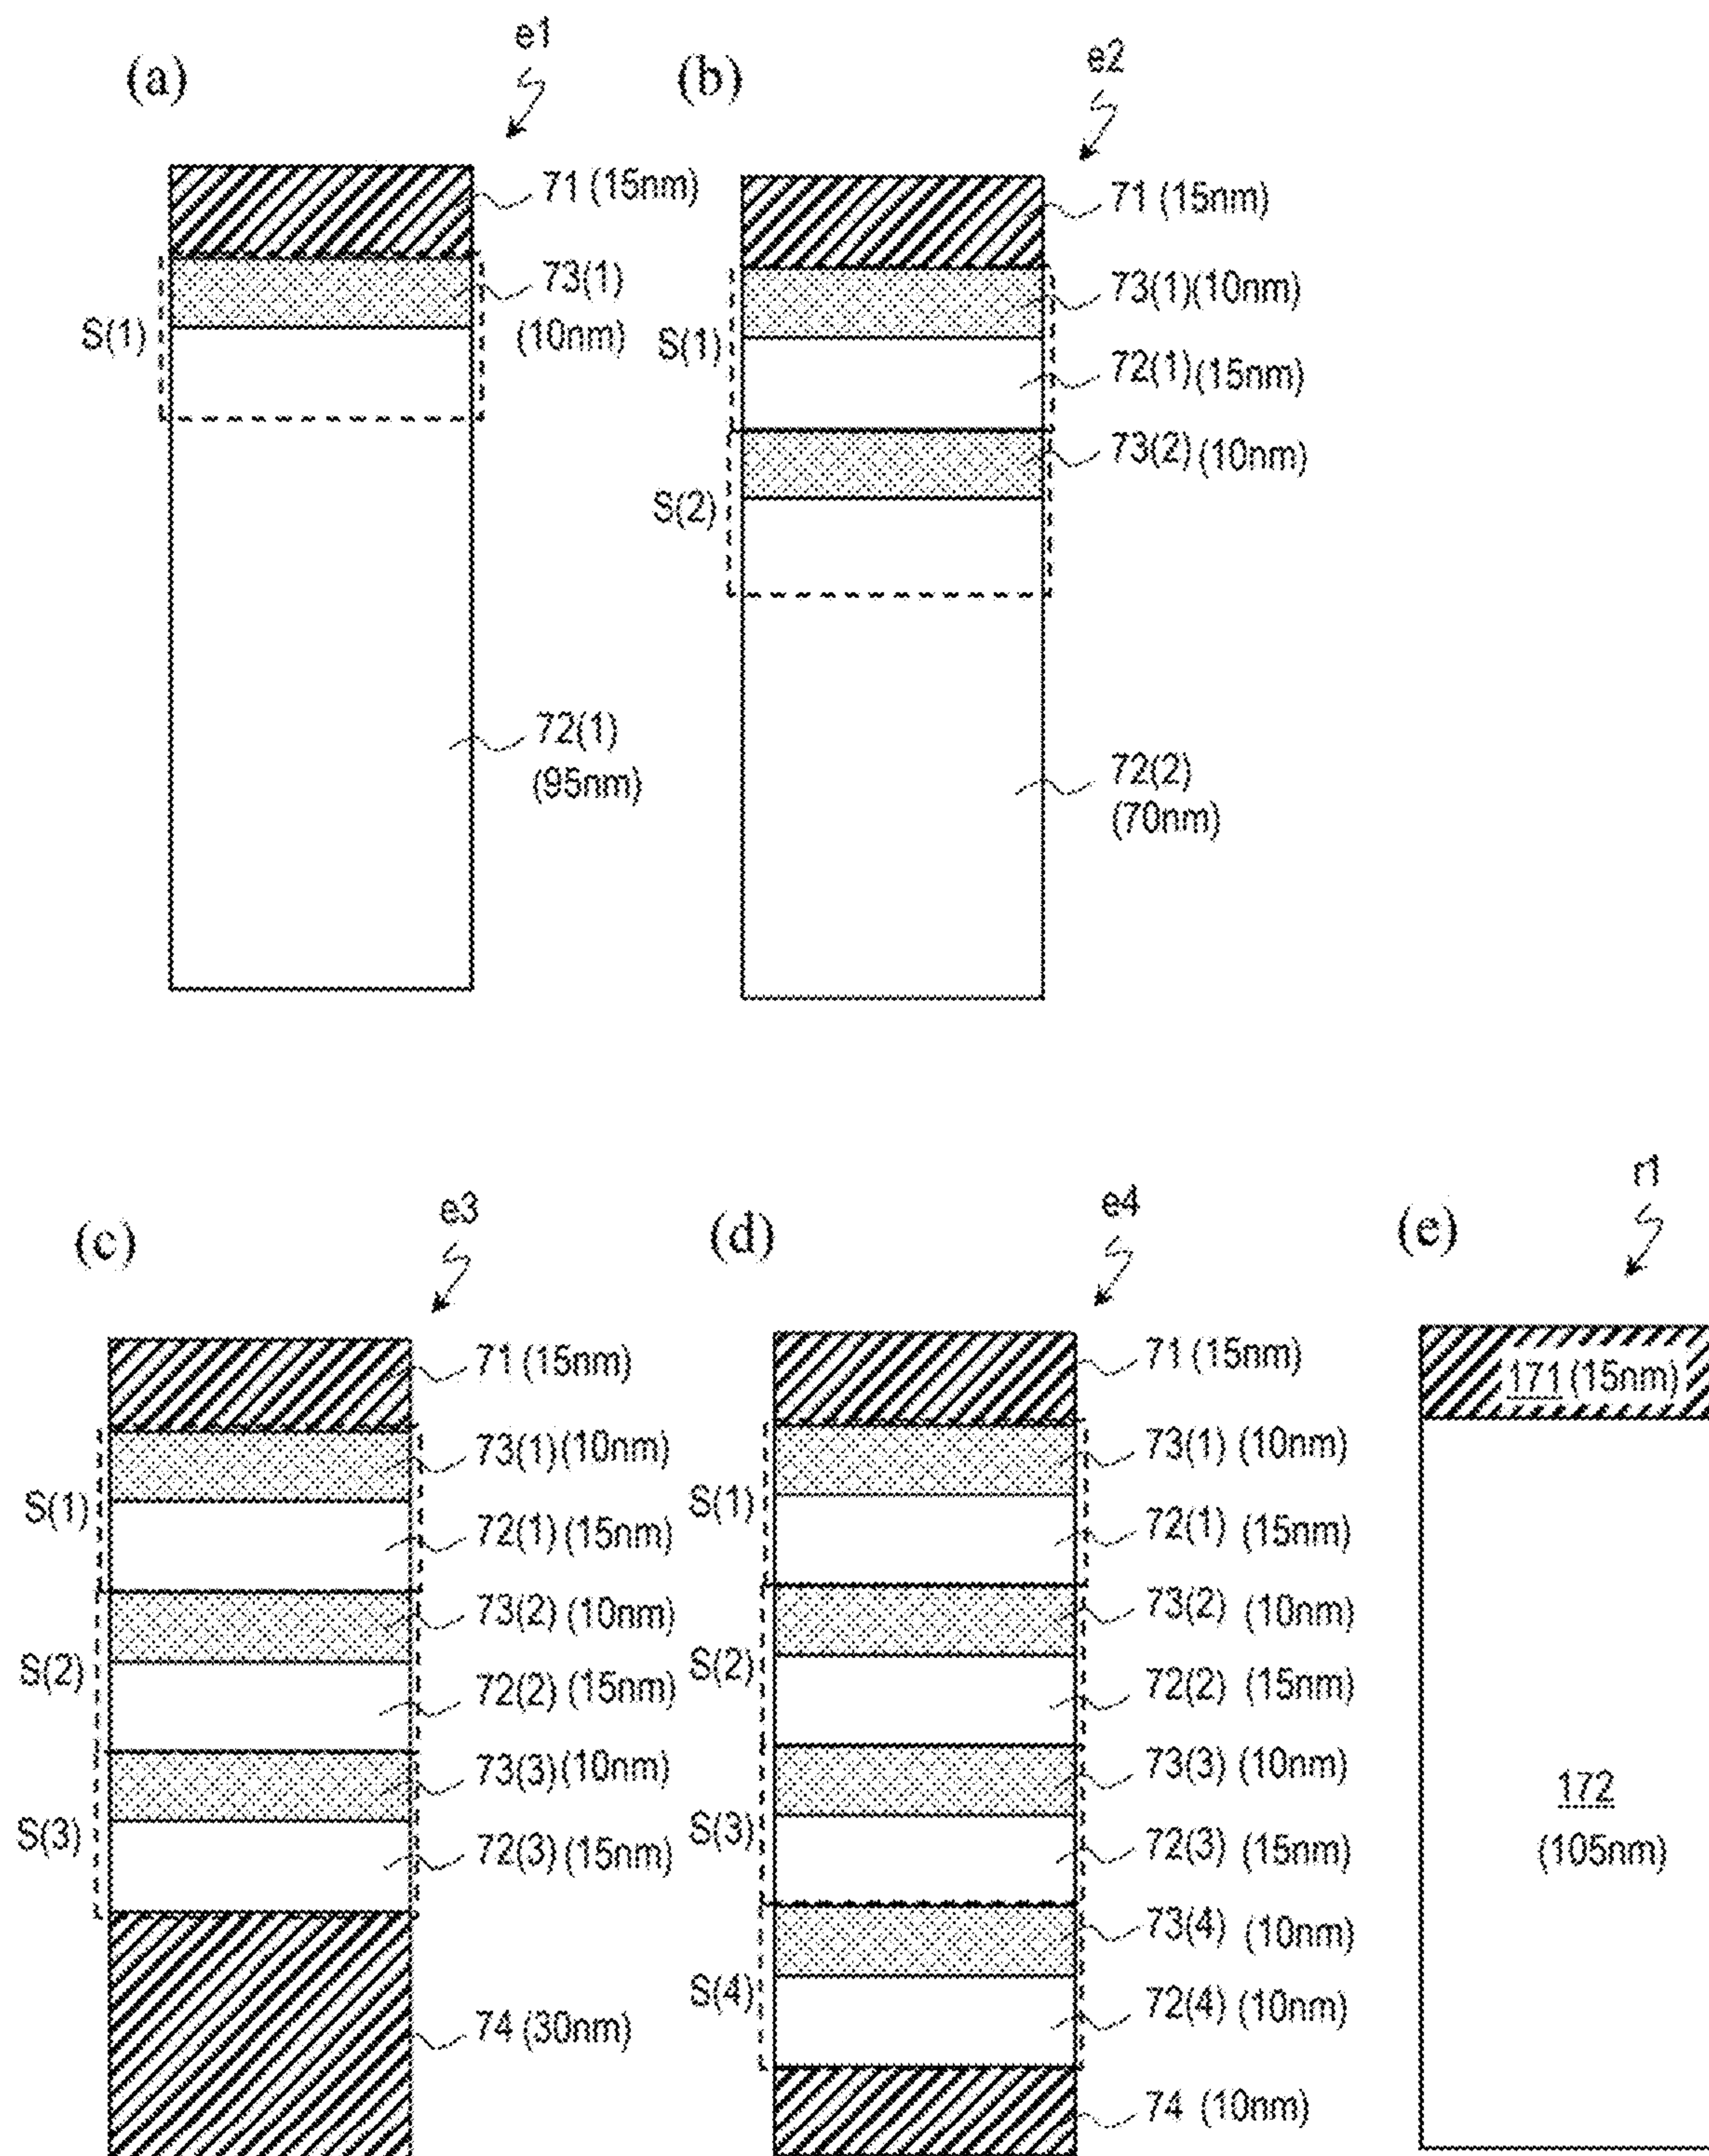 (a)
e1
71 (15nm)
73(1)
(10nm)
S(1)
72(1)
(95nm)
(b)
e2
71 (15nm)
73(1)(10nm)
S(1)
72(1)(15nm)
73(2)(10nm)
S(2)
72(2)
(70nm)
(c)
e3
71 (15nm)
73(1)(10nm)
S(1)
72(1)(15nm)
73(2)(10nm)
S(2)
72(2)(15nm)
73(3)(10nm)
S(3)
72(3)(15nm)
74 (30nm)
(d)
e4
71 (15nm)
73(1) (10nm)
S(1)
72(1) (15nm)
73(2) (10nm)
S(2)
72(2) (15nm)
73(3) (10nm)
S(3)
72(3) (15nm)
73(4) (10nm)
S(4)
72(4) (10nm)
74 (10nm)
(e)
r1
171 (15nm)
172
(105nm)